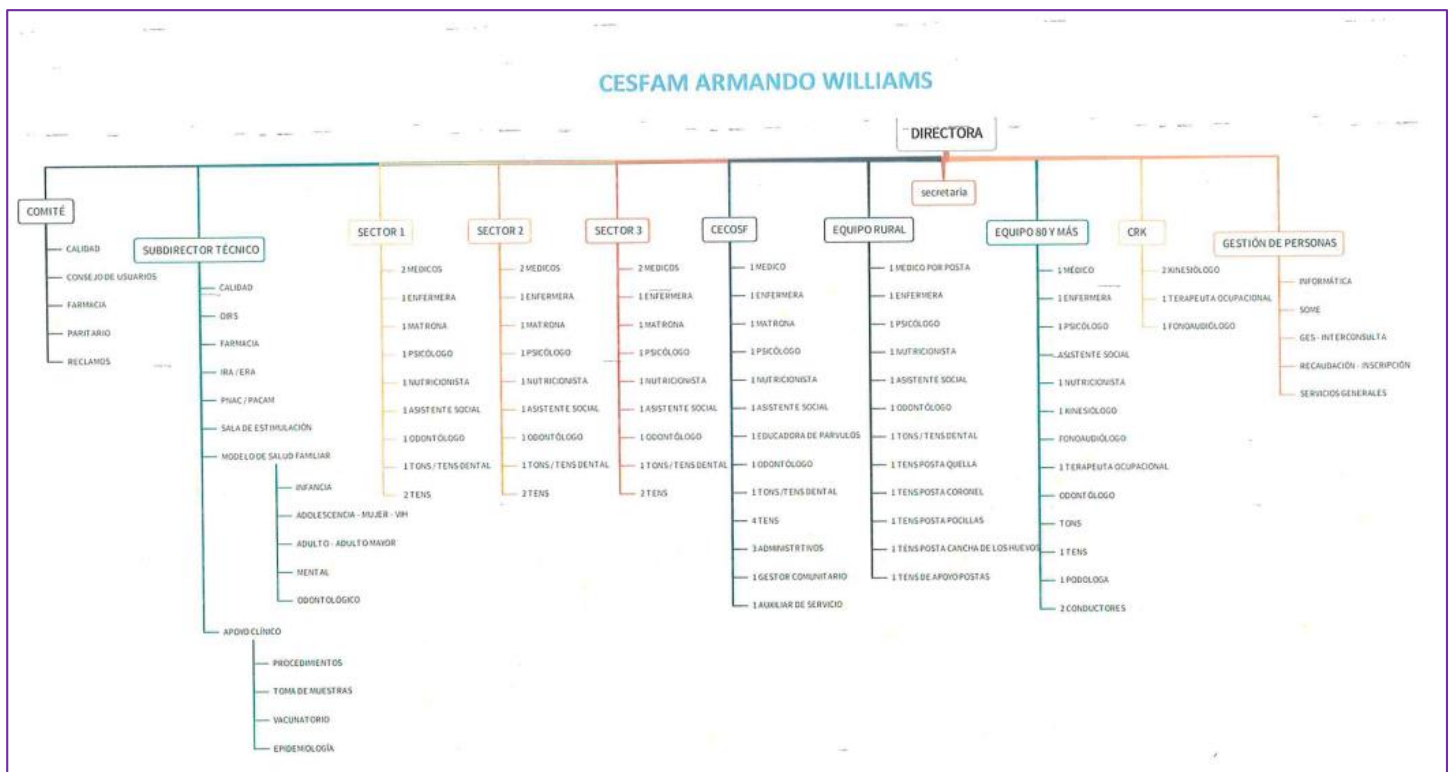 CESFAM ARMANDO WILLIAMS
DIRECTORA
secretaria
COMITÉ
CALIDAD
CONSEJO DE USUARIOS
FARMACIA
PARITARIO
RECLAMOS
SUBDIRECTOR TÉCNICO
CALIDAD
OIRS
FARMACIA
IRA / ERA
PNAC / PACAM
SALA DE ESTIMULACIÓN
MODELO DE SALUD FAMILIAR
INFANCIA
ADOLESCENCIA - MUJER - VIH
ADULTO - ADULTO MAYOR
MENTAL
ODONTOLÓGICO
APOYO CLÍNICO
PROCEDIMIENTOS
TOMA DE MUESTRAS
VACUNATORIO
EPIDEMIOLOGÍA
SECTOR 1
2 MEDICOS
1 ENFERMERA
1 MATRONA
1 PSICÓLOGO
1 NUTRICIONISTA
1 ASISTENTE SOCIAL
1 ODONTÓLOGO
1 TONS / TENS DENTAL
2 TENS
SECTOR 2
2 MEDICOS
1 ENFERMERA
1 MATRONA
1 PSICÓLOGO
1 NUTRICIONISTA
1 ASISTENTE SOCIAL
1 ODONTÓLOGO
1 TONS / TENS DENTAL
2 TENS
SECTOR 3
2 MEDICOS
1 ENFERMERA
1 MATRONA
1 PSICÓLOGO
1 NUTRICIONISTA
1 ASISTENTE SOCIAL
1 ODONTÓLOGO
1 TONS / TENS DENTAL
2 TENS
CECOSF
1 MEDICO
1 ENFERMERA
1 MATRONA
1 PSICÓLOGO
1 NUTRICIONISTA
1 ASISTENTE SOCIAL
1 EDUCADORA DE PARVULOS
1 ODONTÓLOGO
1 TONS /TENS DENTAL
4 TENS
3 ADMINISTRTIVOS
1 GESTOR COMUNITARIO
1 AUXILIAR DE SERVICIO
EQUIPO RURAL
1 MEDICO POR POSTA
1 ENFERMERA
1 PSICÓLOGO
1 NUTRICIONISTA
1 ASISTENTE SOCIAL
1 ODONTÓLOGO
1 TONS / TENS DENTAL
1 TENS POSTA QUELLA
1 TENS POSTA CORONEL
1 TENS POSTA POCILLAS
1 TENS POSTA CANCHA DE LOS HUEVOS
1 TENS DE APOYO POSTAS
EQUIPO 80 Y MÁS
1 MÉDICO
1 ENFERMERA
1 PSICÓLOGO
ASISTENTE SOCIAL
1 NUTRICIONISTA
1 KINESIÓLOGO
FONOAUDIÓLOGO
1 TERAPEUTA OCUPACIONAL
ODONTÓLOGO
TONS
1 TENS
1 PODOLOGA
2 CONDUCTORES
CRK
2 KINESIÓLOGO
1 TERAPEUTA OCUPACIONAL
1 FONOAUDIÓLOGO
GESTIÓN DE PERSONAS
INFORMÁTICA
SOME
GES - INTERCONSULTA
RECAUDACIÓN - INSCRIPCIÓN
SERVICIOS GENERALES